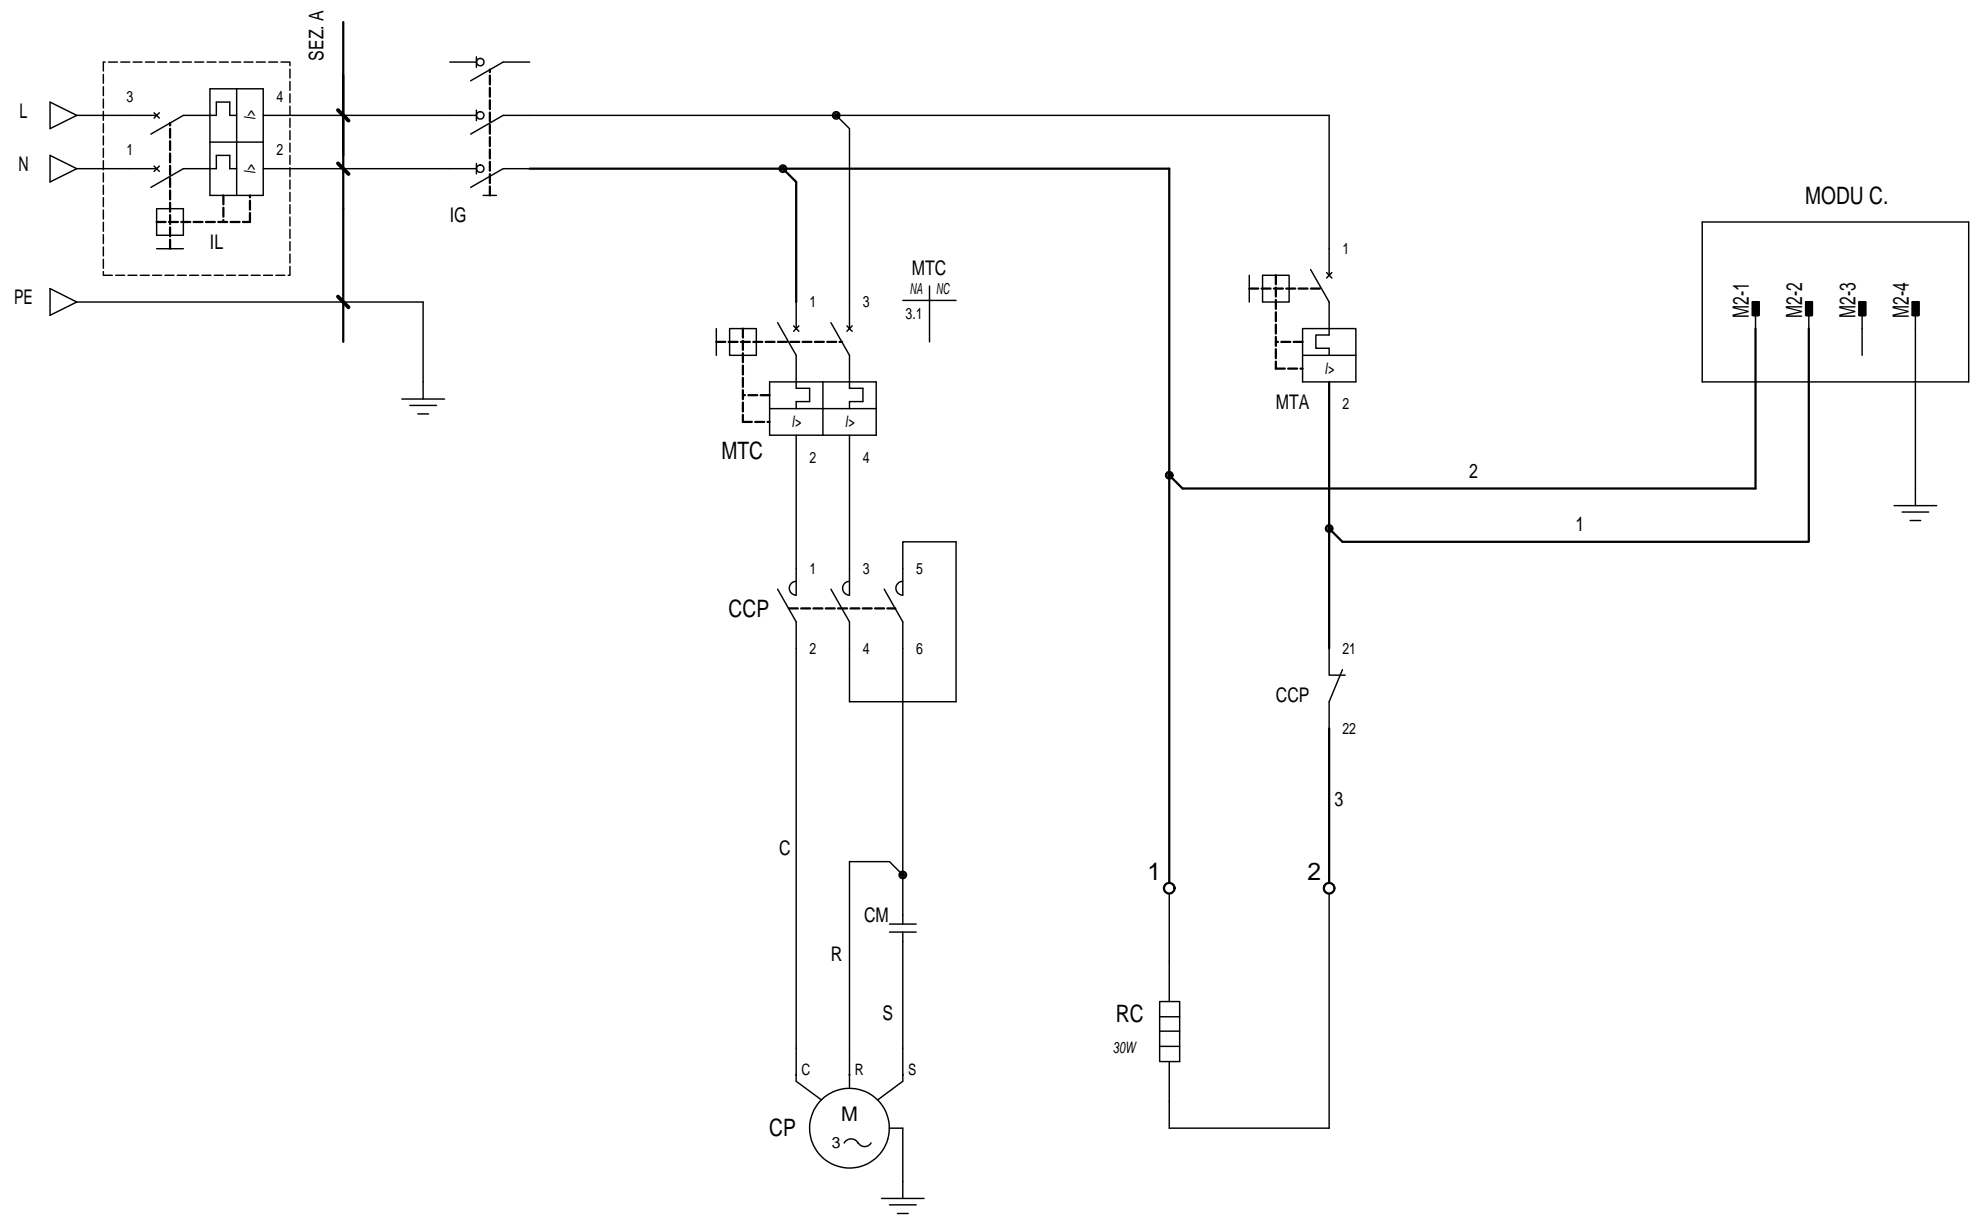 SEZ. A
L
3
4
N
1
2
IL
IG
PE
MODU C.
M2-1
M2-2
M2-3
M2-4
MTC
NA NC
3.1
1
3
I>
I>
I>
I>
MTC
2
4
1
I>
MTA
2
2
1
1
3
5
CCP
2
4
6
21
CCP
22
3
C
1
2
CM
R
S
RC
30W
C
R
S
CP
M
3